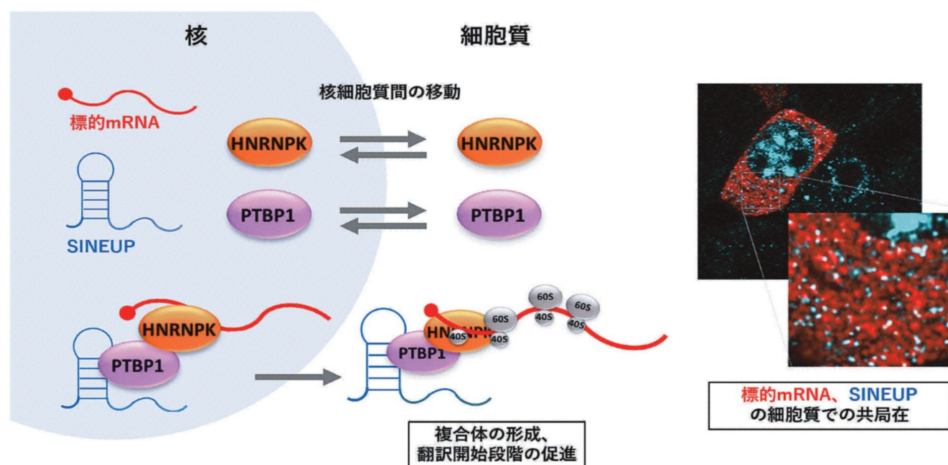 核
細胞質
核細胞質間の移動
標的mRNA
HNRNPK
HNRNPK
SINEUP
PTBP1
PTBP1
HNRNPK
PTBP1
HNRNPK
PTBP1
40S
60S
40S
60S
40S
60S
40S
複合体の形成、
翻訳開始段階の促進
標的mRNA、SINEUP
の細胞質での共局在